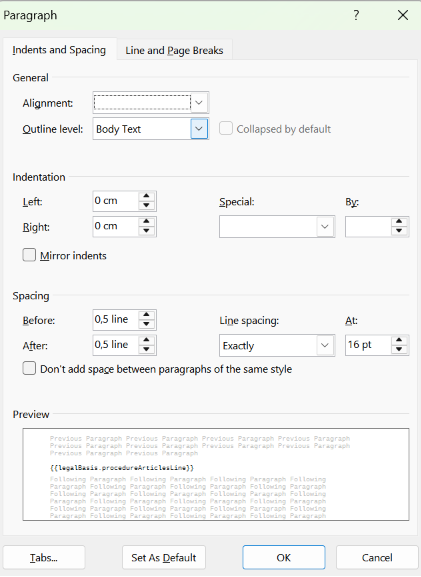 Paragraph ?
Indents and Spacing Line and Page Breaks
General
Alignment:
Outline level: Body Text Collapsed by default
Indentation
Left: 0 cm Special: By:
Right: 0 cm
Mirror indents
Spacing
Before: 0,5 line Line spacing: At:
After: 0,5 line Exactly 16 pt
Don't add space between paragraphs of the same style
Preview
Previous Paragraph Previous Paragraph Previous Paragraph Previous Paragraph
Previous Paragraph Previous Paragraph Previous Paragraph Previous Paragraph
Previous Paragraph Previous Paragraph
{{legalBasis.procedureArticlesLine}}
Following Paragraph Following Paragraph Following Paragraph Following
Paragraph Following Paragraph Following Paragraph Following Paragraph
Following Paragraph Following Paragraph Following Paragraph Following
Paragraph Following Paragraph Following Paragraph Following Paragraph
Following Paragraph Following Paragraph Following Paragraph Following
Paragraph Following Paragraph Following Paragraph Following Paragraph
Tabs... Set As Default OK Cancel